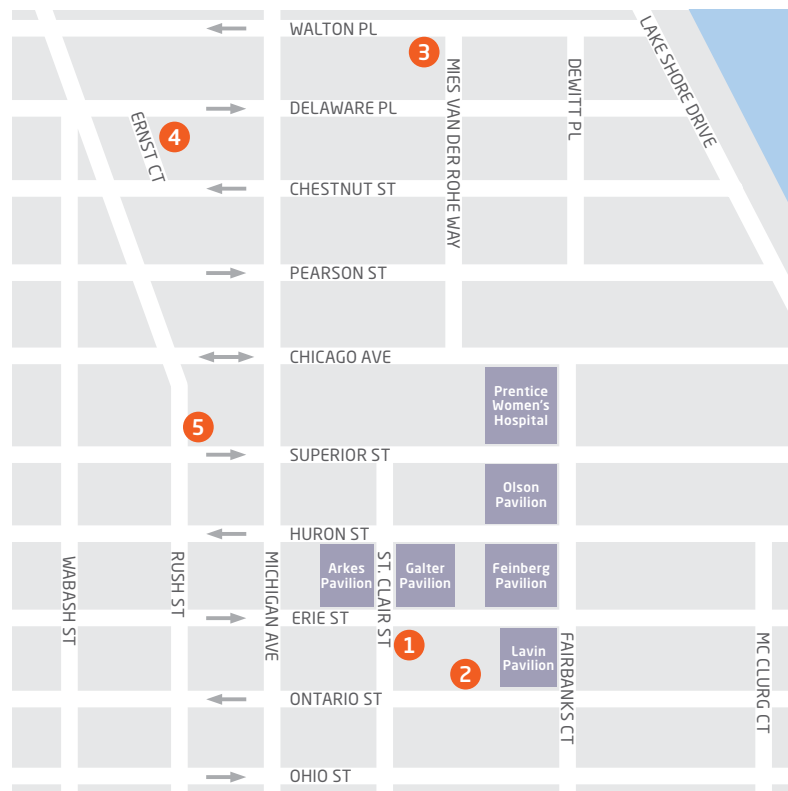 WALTON PL
3
MIES VAN DER ROHE WAY
DEWITT PL
LAKE SHORE DRIVE
DELAWARE PL
ERNST CT
4
CHESTNUT ST
PEARSON ST
CHICAGO AVE
Prentice
Women's
Hospital
5
SUPERIOR ST
Olson
Pavilion
HURON ST
WABASH ST
RUSH ST
MICHIGAN AVE
Arkes
Pavilion
ST. CLAIR ST
Galter
Pavilion
Feinberg
Pavilion
ERIE ST
1
2
Lavin
Pavilion
FAIRBANKS CT
MC CLURG CT
ONTARIO ST
OHIO ST